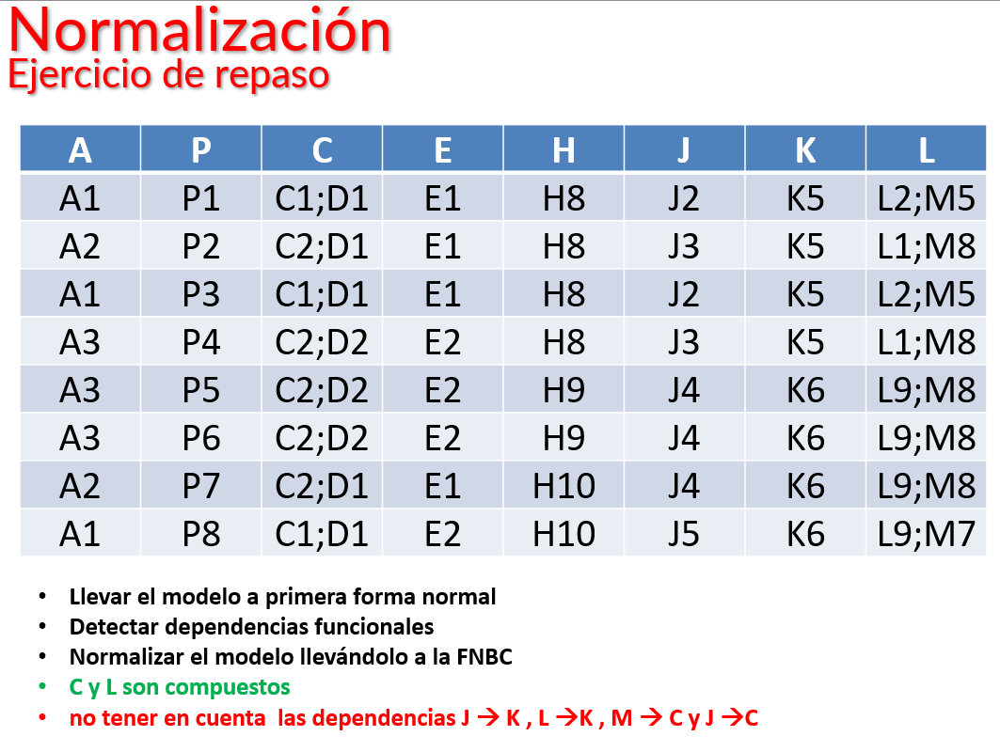 Normalización
Ejercicio de repaso
A P C E H J K L
A1 P1 C1;D1 E1 H8 J2 K5 L2;M5
A2 P2 C2;D1 E1 H8 J3 K5 L1;M8
A1 P3 C1;D1 E1 H8 J2 K5 L2;M5
A3 P4 C2;D2 E2 H8 J3 K5 L1;M8
A3 P5 C2;D2 E2 H9 J4 K6 L9;M8
A3 P6 C2;D2 E2 H9 J4 K6 L9;M8
A2 P7 C2;D1 E1 H10 J4 K6 L9;M8
A1 P8 C1;D1 E2 H10 J5 K6 L9;M7
• Llevar el modelo a primera forma normal
• Detectar dependencias funcionales
• Normalizar el modelo llevándolo a la FNBC
• C y L son compuestos
• no tener en cuenta las dependencias J → K , L →K , M → C y J →C